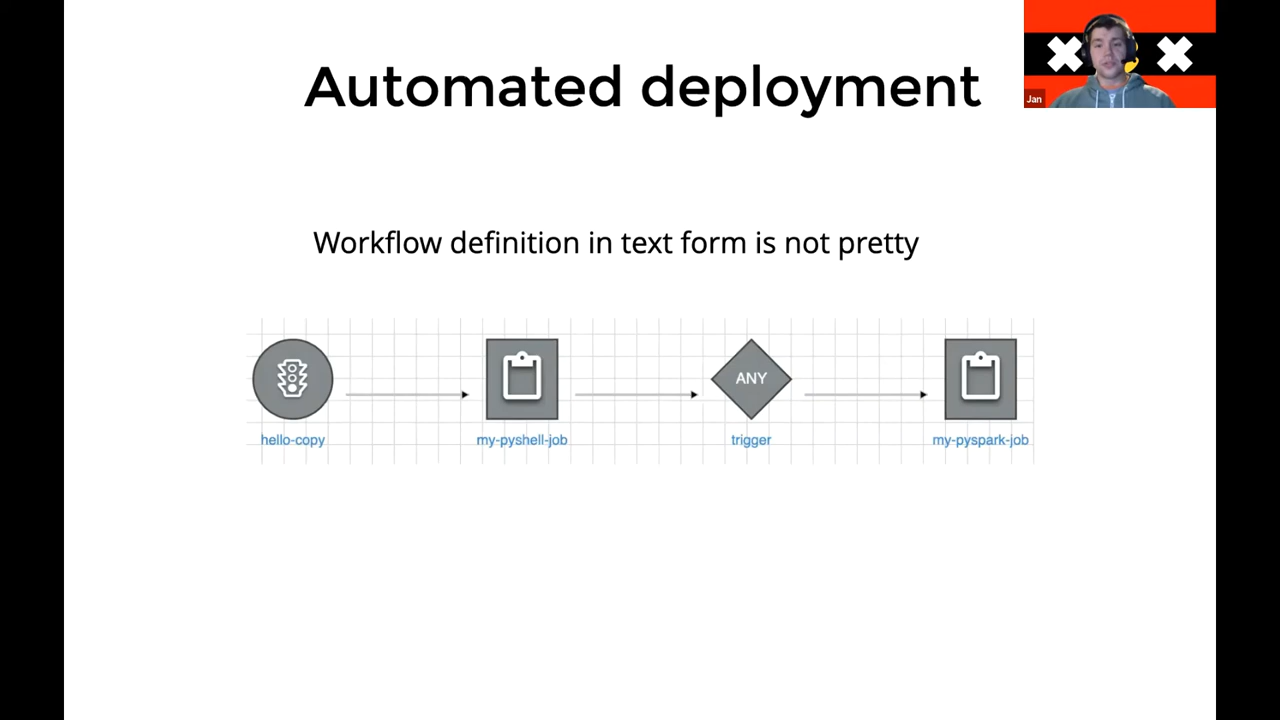 Automated deployment
Jan
Workflow definition in text form is not pretty
ANY
hello-copy
my-pyshell-job
trigger
my-pyspark-job